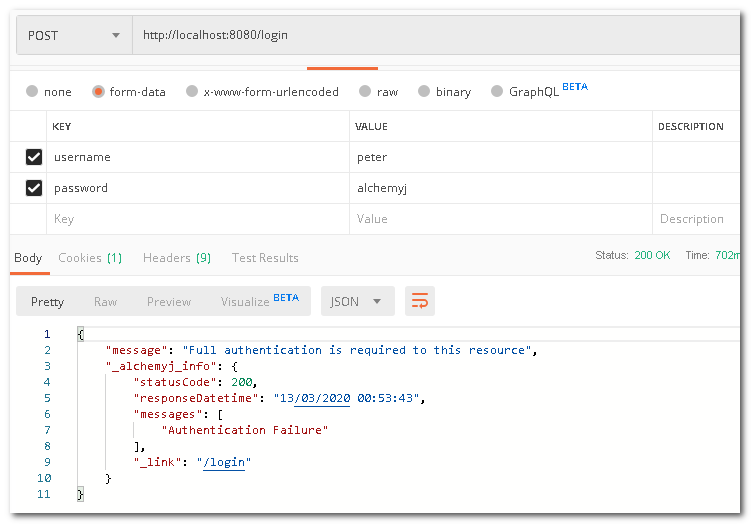 POST http://localhost:8080/login
none form-data x-www-form-urlencoded raw binary GraphQL BETA
KEY VALUE DESCRIPTION
username peter
password alchemyj
Key Value Description
Body Cookies (1) Headers (9) Test Results Status: 200 OK Time: 702m
Pretty Raw Preview Visualize BETA JSON
1 {
2 "message": "Full authentication is required to this resource",
3 "_alchemyj_info": {
4 "statusCode": 200,
5 "responseDatetime": "13/03/2020 00:53:43",
6 "messages": [
7 "Authentication Failure"
8 ],
9 "_link": "/login"
10 }
11 }